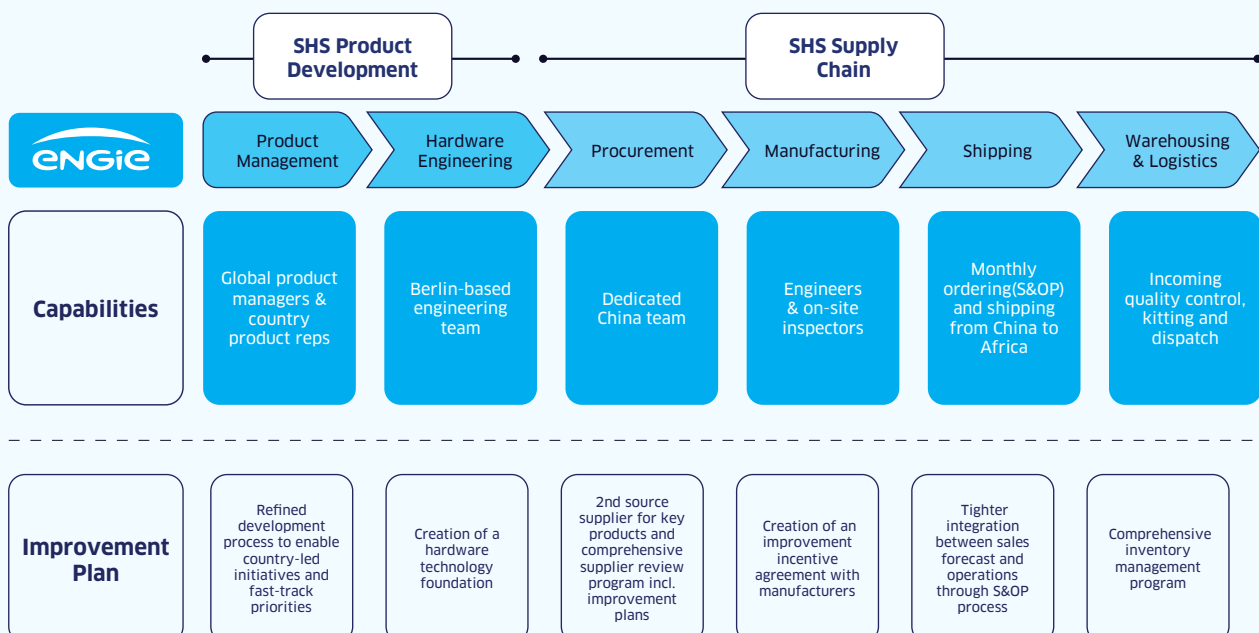 SHS Product
Development
SHS Supply
Chain
ENGIE
Product
Management
Hardware
Engineering
Procurement
Manufacturing
Shipping
Warehousing
& Logistics
Capabilities
Global product
managers &
country
product reps
Berlin-based
engineering
team
Dedicated
China team
Engineers
& on-site
inspectors
Monthly
ordering(S&OP)
and shipping
from China to
Africa
Incoming
quality control,
kitting and
dispatch
Improvement
Plan
Refined
development
process to enable
country-led
initiatives and
fast-track
priorities
Creation of a
hardware
technology
foundation
2nd source
supplier for key
products and
comprehensive
supplier review
program incl.
improvement
plans
Creation of an
improvement
incentive
agreement with
manufacturers
Tighter
integration
between sales
forecast and
operations
through S&OP
process
Comprehensive
inventory
management
program